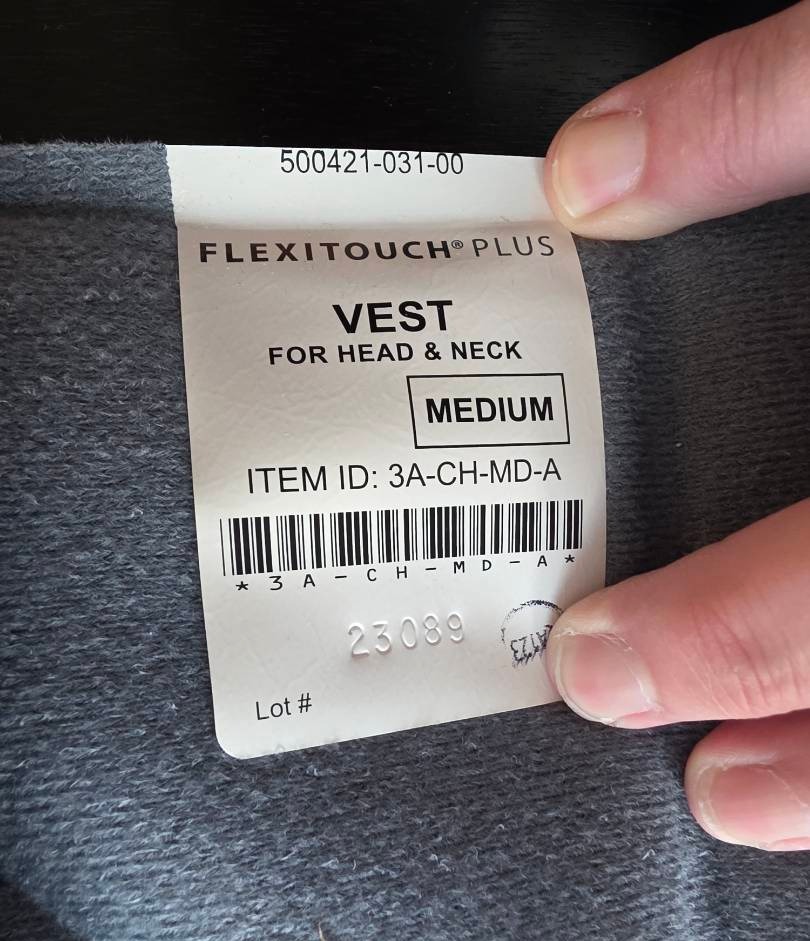 500421-031-00
FLEXITOUCH® PLUS
VEST
FOR HEAD & NECK
MEDIUM
ITEM ID: 3A-CH-MD-A
*3A-CH-MD-A*
23089
Lot #